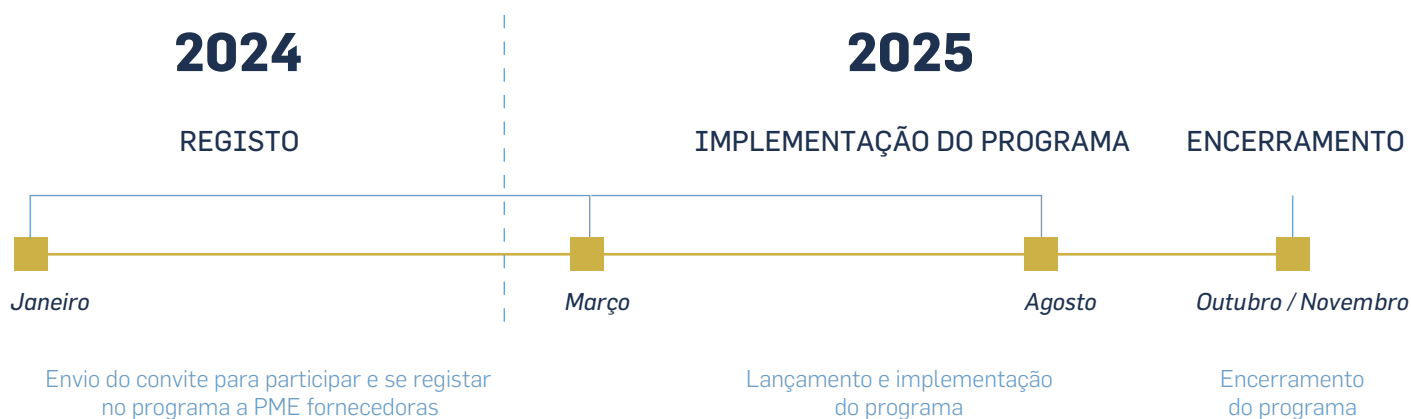 2024
2025
REGISTO
IMPLEMENTAÇÃO DO PROGRAMA
ENCERRAMENTO
Janeiro
Março
Agosto
Outubro / Novembro
Envio do convite para participar e se registar
no programa a PME fornecedoras
Lançamento e implementação
do programa
Encerramento
do programa